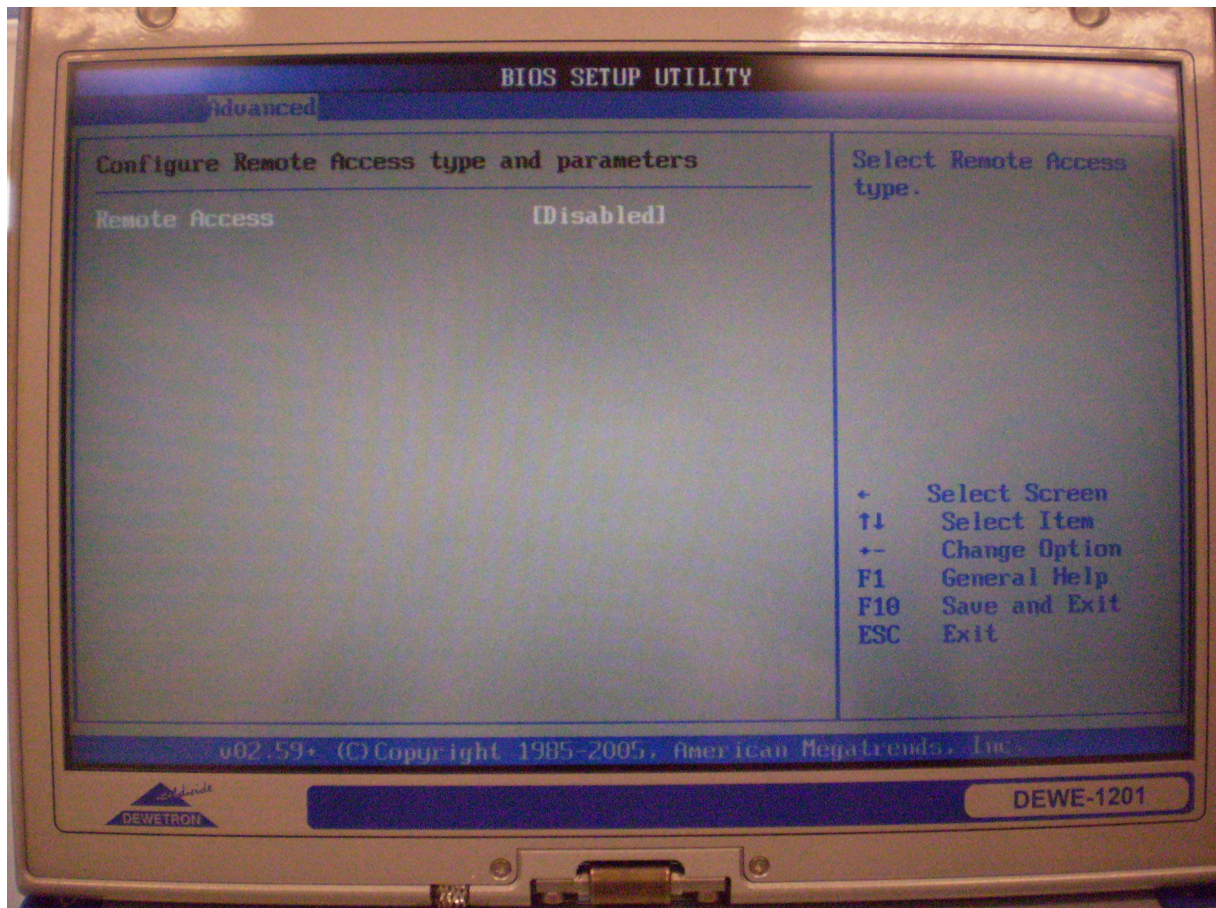 BIOS SETUP UTILITY
Advanced
Configure Remote Access type and parameters
Remote Access [Disabled]
Select Remote Access
type.
← Select Screen
↑↓ Select Item
+- Change Option
F1 General Help
F10 Save and Exit
ESC Exit
v02.59+ (C)Copyright 1985-2005, American Megatrends, Inc.
DEWETRON
DEWE-1201